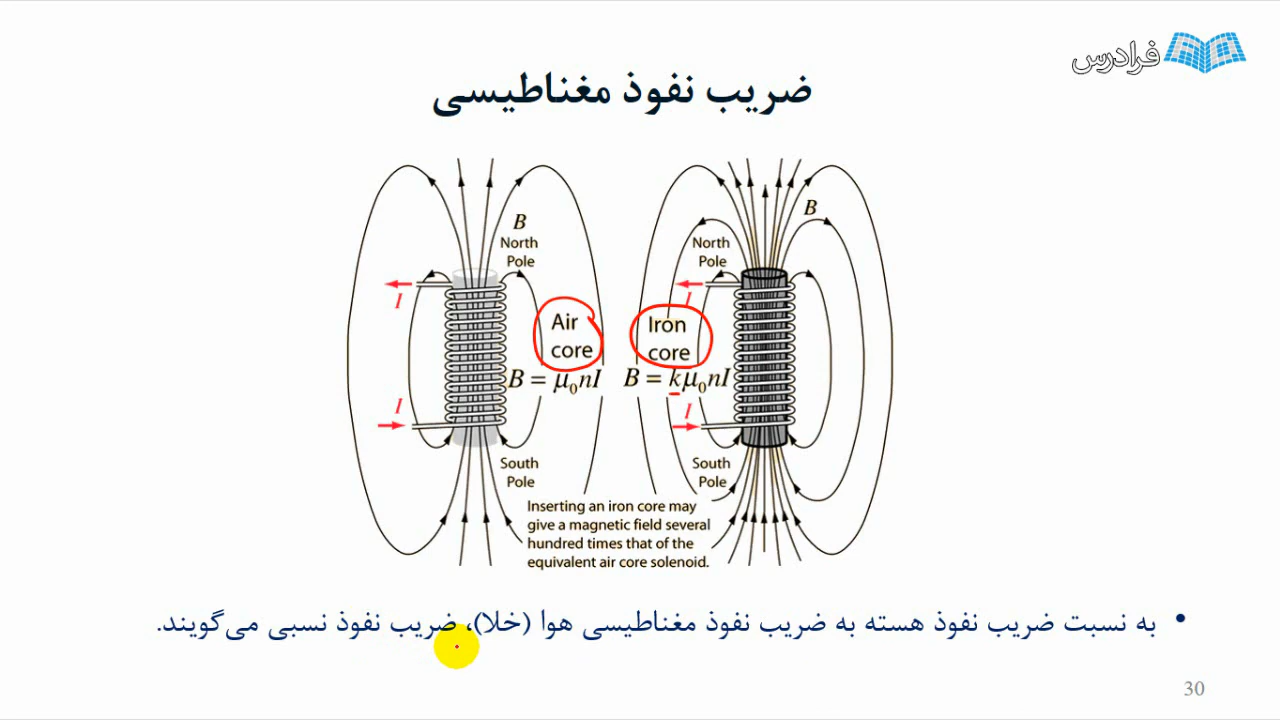 فرادرس
ضریب نفوذ مغناطیسی
B
North
Pole
I
Air
core
B = μ₀nI
I
South
Pole
B
North
Pole
I
Iron
core
B = kμ₀nI
I
South
Pole
Inserting an iron core may
give a magnetic field several
hundred times that of the
equivalent air core solenoid.
• به نسبت ضریب نفوذ هسته به ضریب نفوذ مغناطیسی هوا (خلا)، ضریب نفوذ نسبی می‌گویند.
30